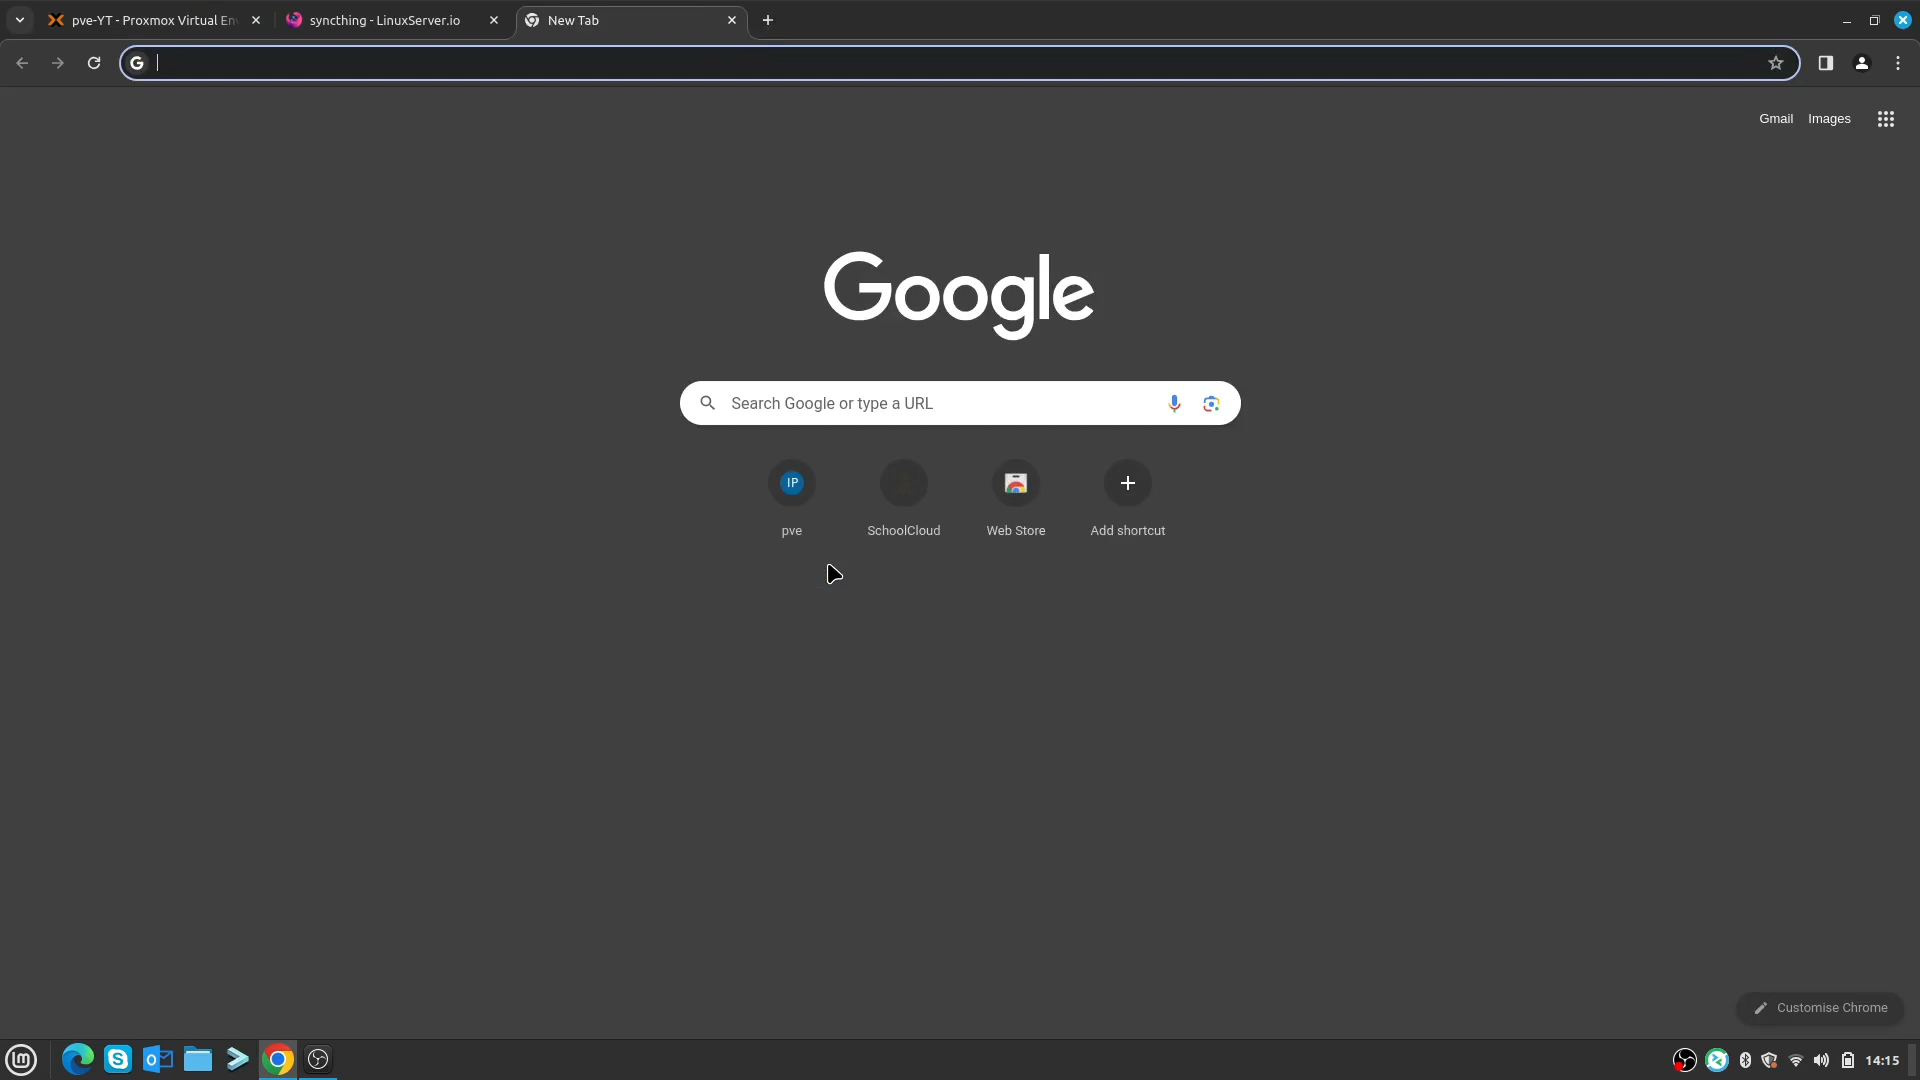 pve-YT - Proxmox Virtual En
syncthing - LinuxServer.io
New Tab
Gmail
Images
Google
Search Google or type a URL
IP
pve
SchoolCloud
Web Store
Add shortcut
Customise Chrome
14:15